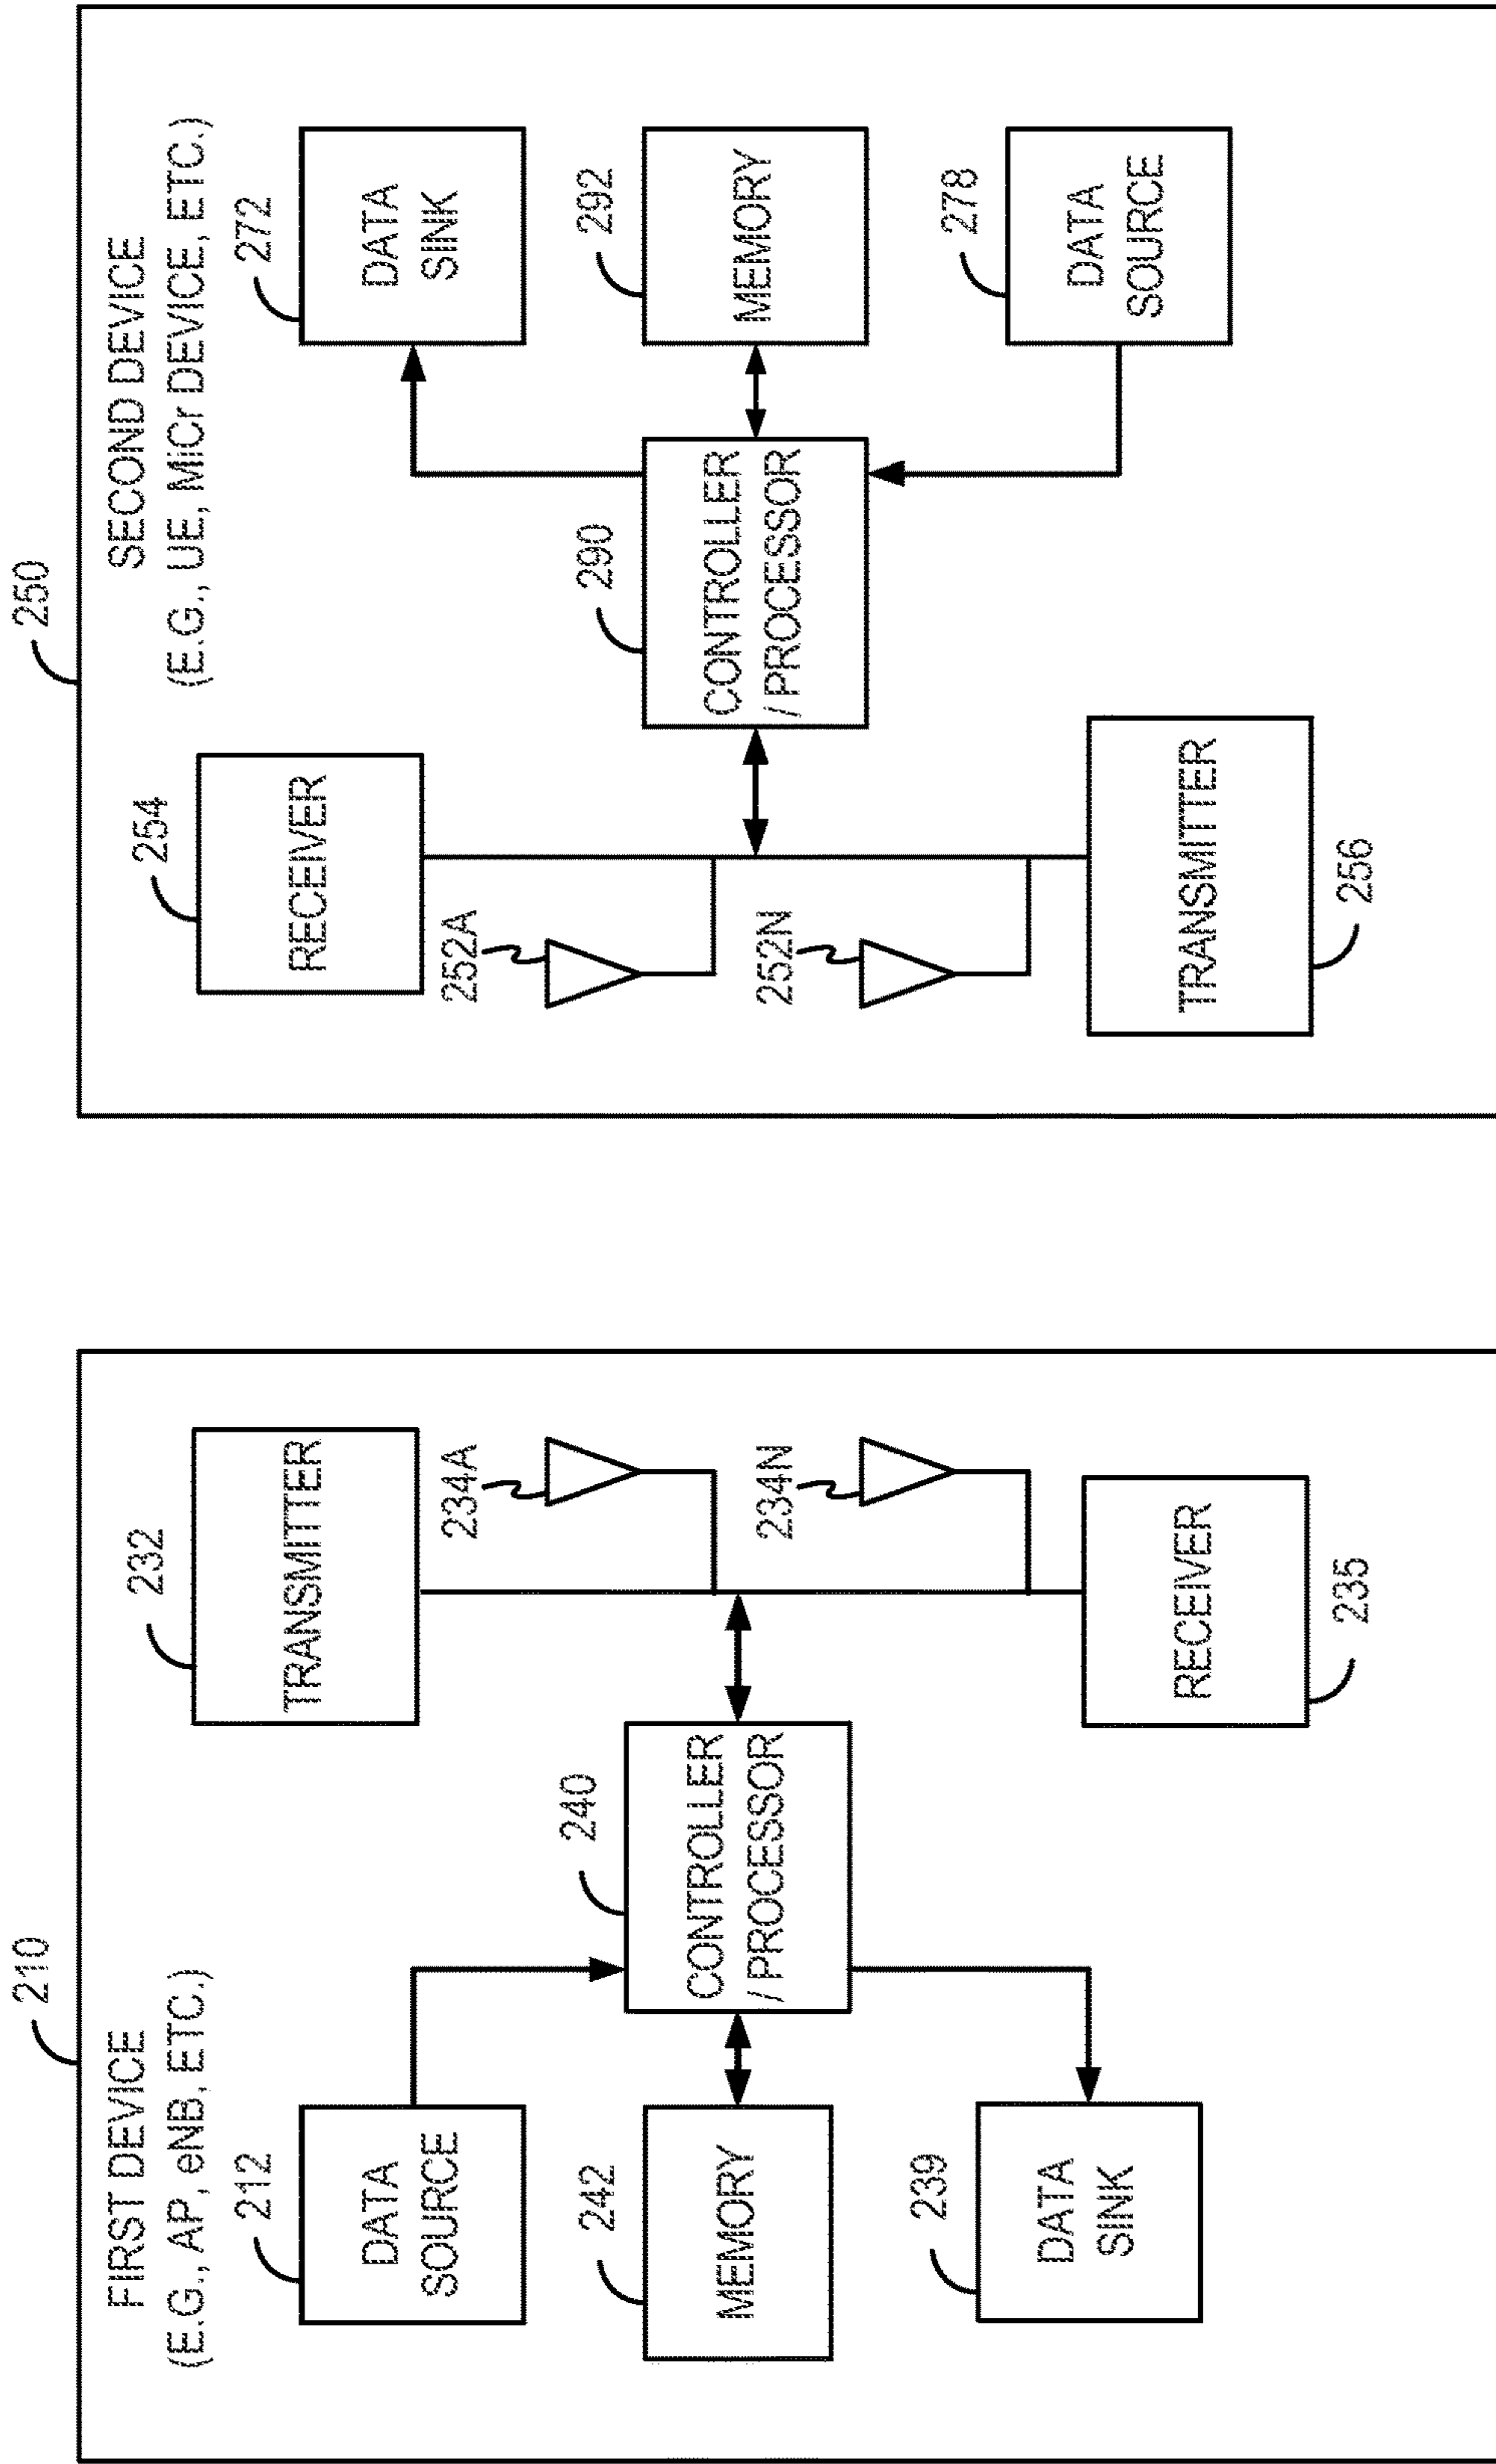 210
FIRST DEVICE
(E.G., AP, eNB, ETC.)
212
DATA
SOURCE
242
MEMORY
239
DATA
SINK
240
CONTROLLER
/ PROCESSOR
232
TRANSMITTER
234A
234N
RECEIVER
235
250
SECOND DEVICE
(E.G., UE, MiCr DEVICE, ETC.)
254
RECEIVER
252A
252N
TRANSMITTER
256
290
CONTROLLER
/ PROCESSOR
272
DATA
SINK
292
MEMORY
278
DATA
SOURCE